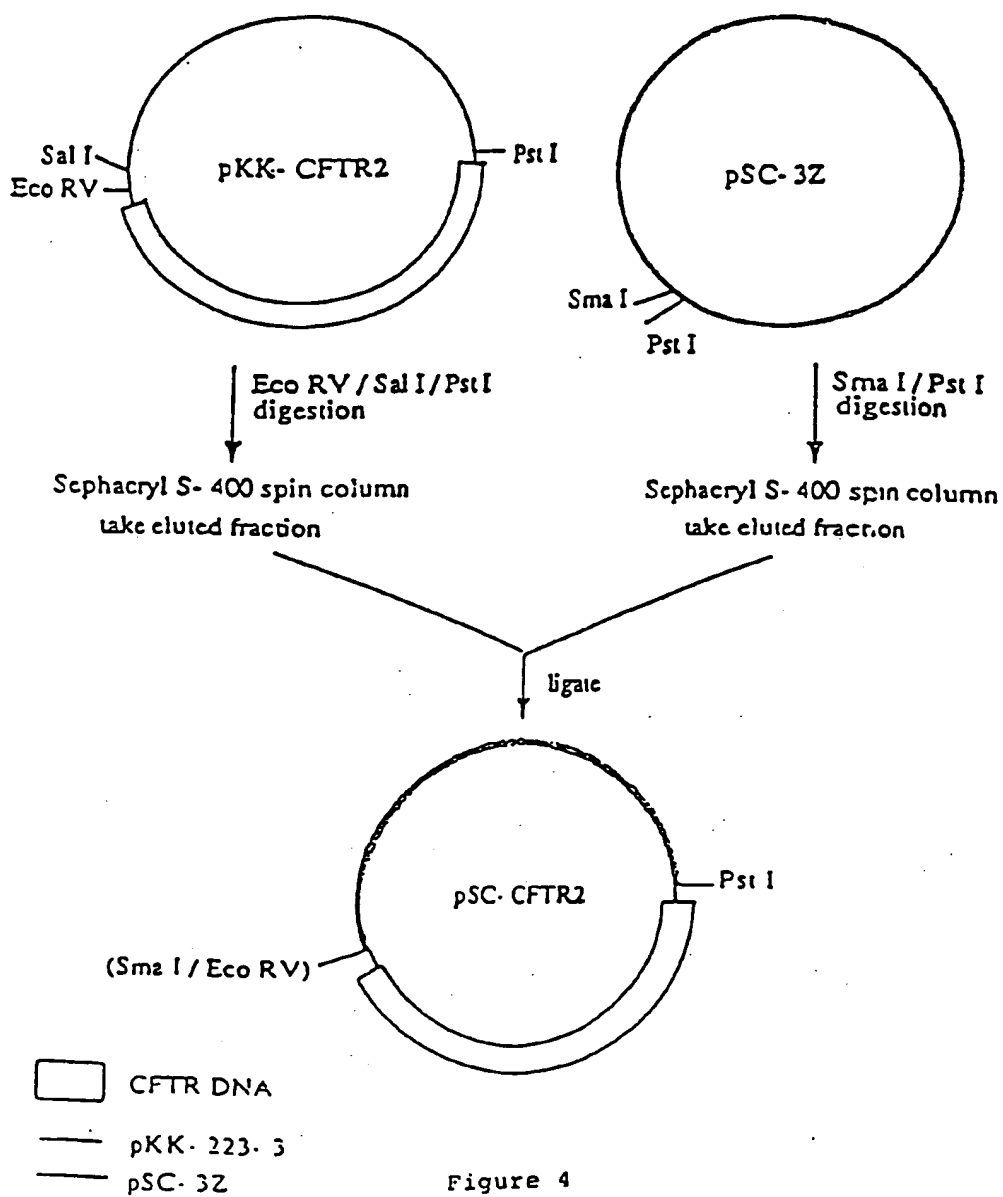 Sal I
Eco RV
pKK- CFTR2
Pst I
pSC- 3Z
Sma I
Pst I
Eco RV / Sal I / Pst I
digestion
Sma I / Pst I
digestion
Sephacryl S- 400 spin column
take eluted fraction
Sephacryl S- 400 spin column
take eluted fraction
ligate
pSC- CFTR2
Pst I
(Sma I / Eco RV)
CFTR DNA
pKK- 223- 3
pSC- 3Z
Figure 4